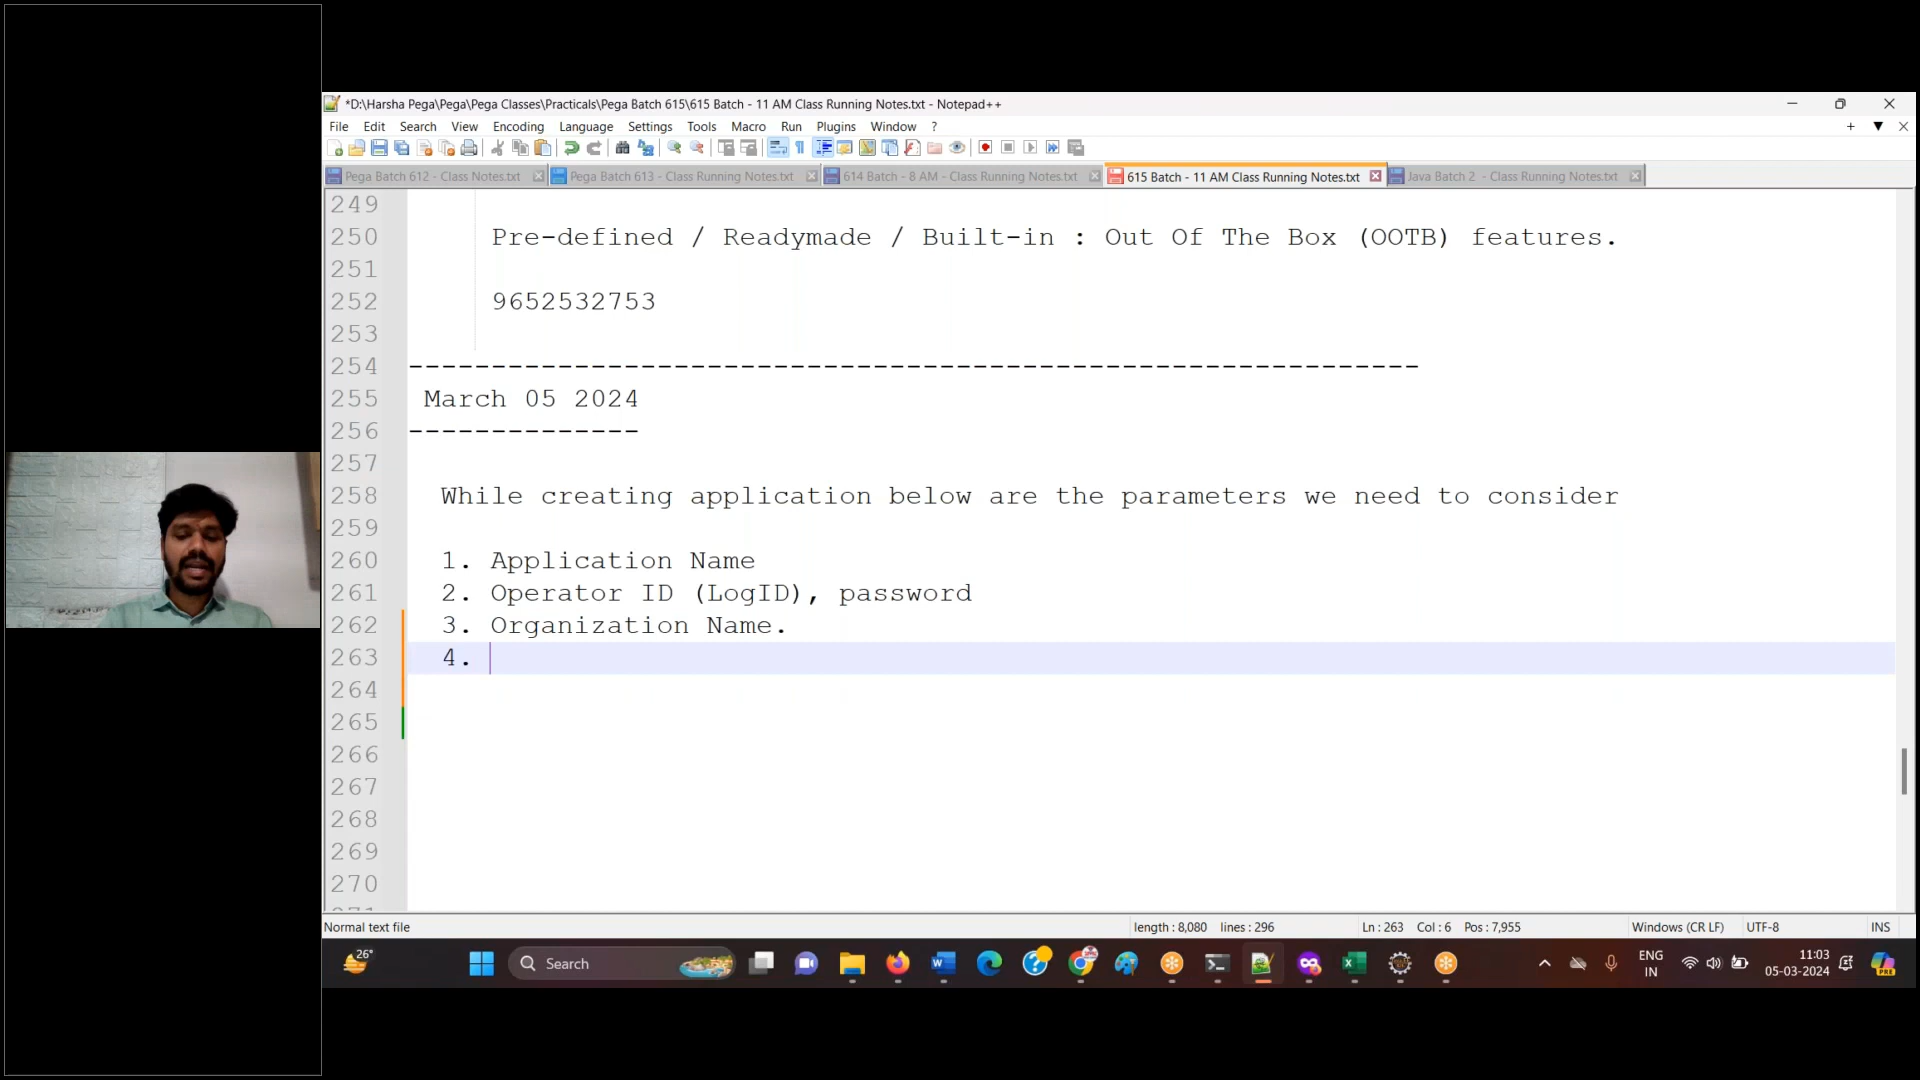 *D:\Harsha Pega\Pega\Pega Classes\Practicals\Pega Batch 615\615 Batch - 11 AM Class Running Notes.txt - Notepad++
File Edit Search View Encoding Language Settings Tools Macro Run Plugins Window ?
Pega Batch 612 - Class Notes.txt Pega Batch 613 - Class Running Notes.txt 614 Batch - 8 AM - Class Running Notes.txt 615 Batch - 11 AM Class Running Notes.txt Java Batch 2 - Class Running Notes.txt
249
250 Pre-defined / Readymade / Built-in : Out Of The Box (OOTB) features.
251
252 9652532753
253
254 -------------------------------------------------------------
255 March 05 2024
256 --------------
257
258 While creating application below are the parameters we need to consider
259
260 1. Application Name
261 2. Operator ID (LogID), password
262 3. Organization Name.
263 4.
264
265
266
267
268
269
270
Normal text file length : 8,080 lines : 296 Ln : 263 Col : 6 Pos : 7,955 Windows (CR LF) UTF-8 INS
26° Search ENG 11:03
IN 05-03-2024 PRE